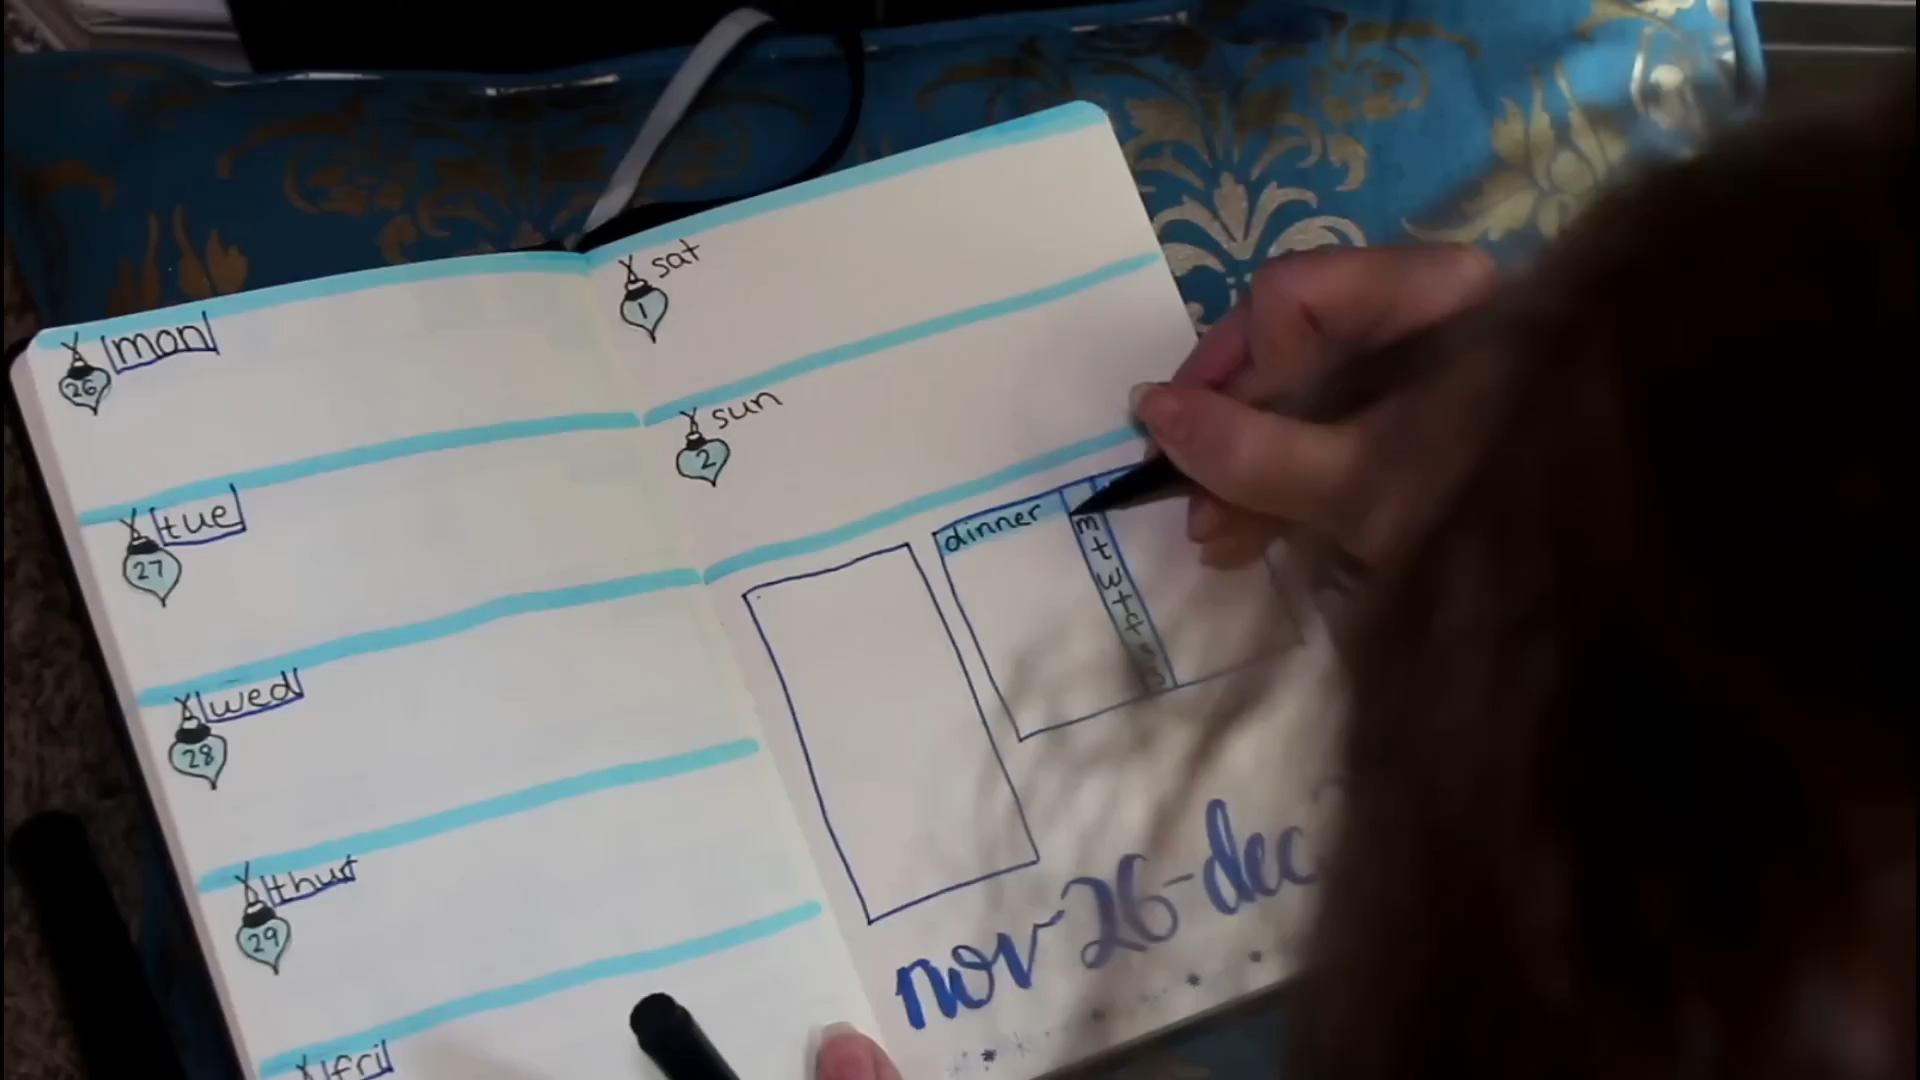 mon
26
tue
27
wed
28
thur
29
fri
sat
1
sun
2
dinner
m
t
w
t
f
s
s
nov 26-dec